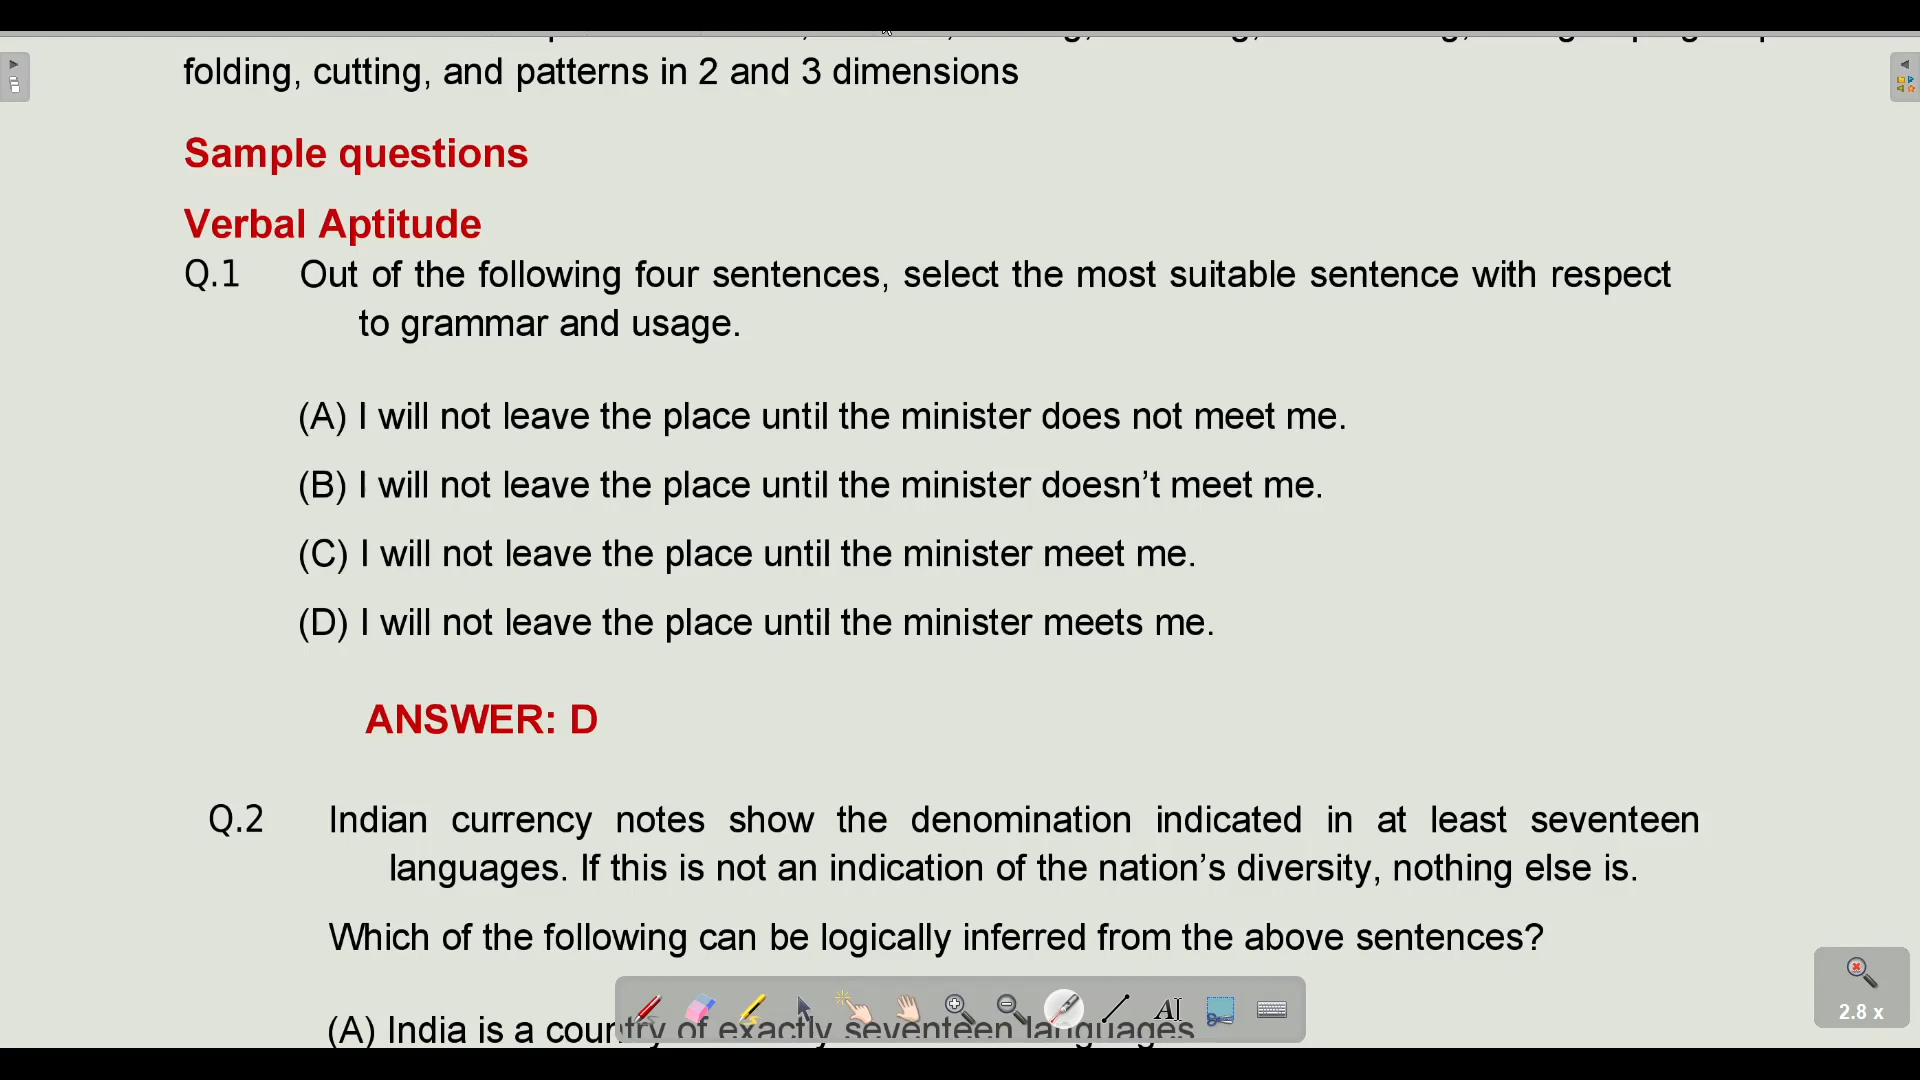 folding, cutting, and patterns in 2 and 3 dimensions
Sample questions
Verbal Aptitude
Q.1 Out of the following four sentences, select the most suitable sentence with respect
to grammar and usage.
(A) I will not leave the place until the minister does not meet me.
(B) I will not leave the place until the minister doesn’t meet me.
(C) I will not leave the place until the minister meet me.
(D) I will not leave the place until the minister meets me.
ANSWER: D
Q.2 Indian currency notes show the denomination indicated in at least seventeen
languages. If this is not an indication of the nation’s diversity, nothing else is.
Which of the following can be logically inferred from the above sentences?
(A) India is a country of exactly seventeen languages
2.8 x